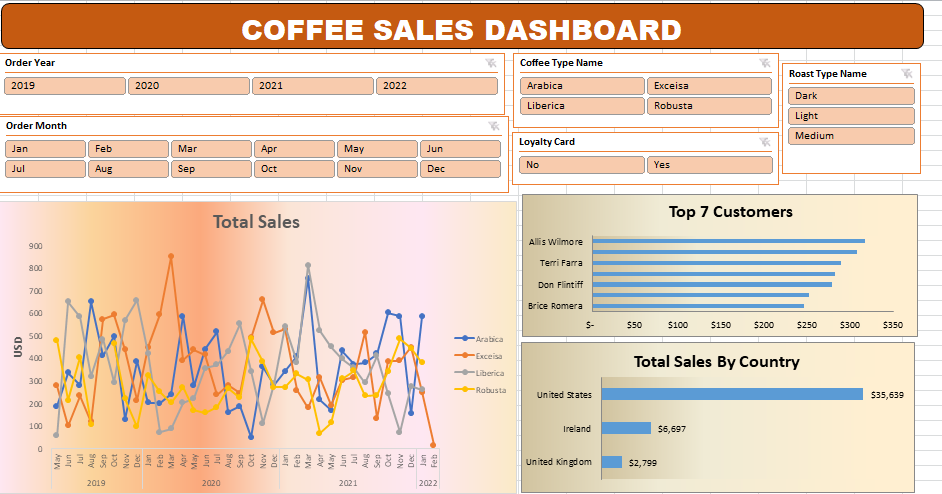 COFFEE SALES DASHBOARD
Order Year
2019 2020 2021 2022
Order Month
Jan Feb Mar Apr May Jun
Jul Aug Sep Oct Nov Dec
Coffee Type Name
Arabica Exceisa
Liberica Robusta
Loyalty Card
No Yes
Roast Type Name
Dark
Light
Medium
Total Sales
USD
900
800
700
600
500
400
300
200
100
0
May Jun Jul Aug Sep Oct Nov Dec Jan Feb Mar Apr May Jun Jul Aug Sep Oct Nov Dec Jan Feb Mar Apr May Jun Jul Aug Sep Oct Nov Dec Jan Feb
2019 2020 2021 2022
Arabica
Exceisa
Liberica
Robusta
Top 7 Customers
Allis Wilmore
Terri Farra
Don Flintiff
Brice Romera
$- $50 $100 $150 $200 $250 $300 $350
Total Sales By Country
United States $35,639
Ireland $6,697
United Kingdom $2,799